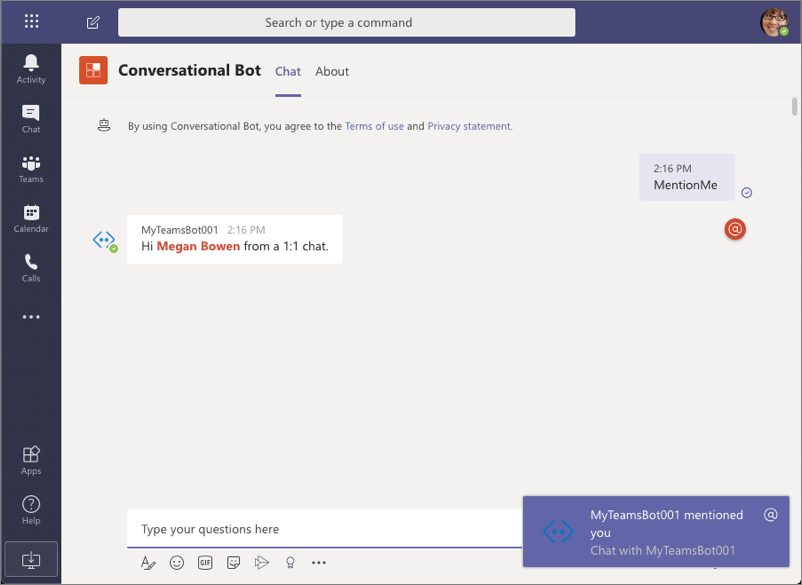 Search or type a command
Activity
Chat
Teams
Calendar
Calls
Apps
Help
Conversational Bot
Chat
About
By using Conversational Bot, you agree to the Terms of use and Privacy statement.
2:16 PM
MentionMe
@
MyTeamsBot001 2:16 PM
Hi Megan Bowen from a 1:1 chat.
Type your questions here
GIF
MyTeamsBot001 mentioned @
you
Chat with MyTeamsBot001